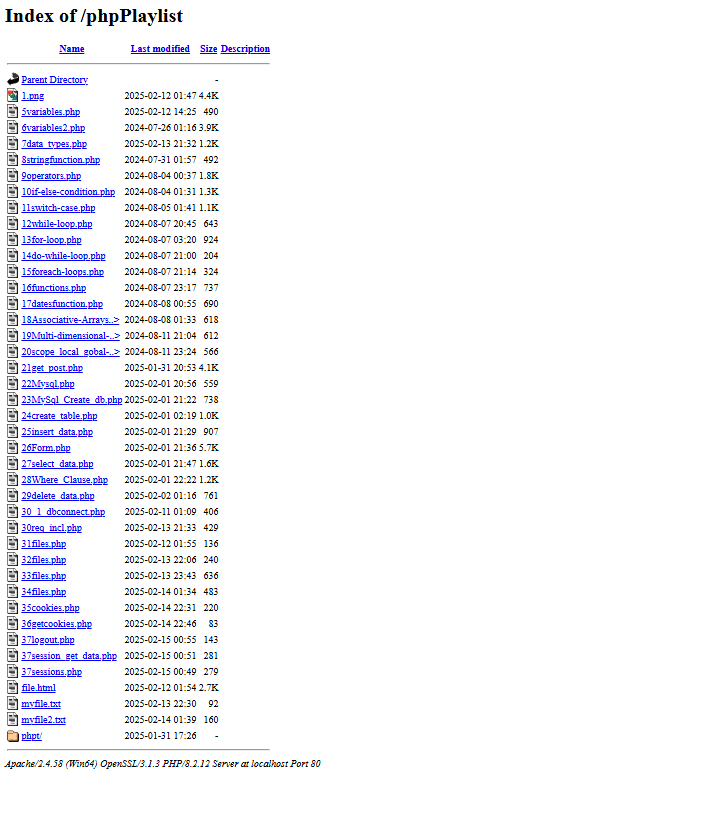 Index of /phpPlaylist
Name Last modified Size Description
Parent Directory -
1.png 2025-02-12 01:47 4.4K
5variables.php 2025-02-12 14:25 490
6variables2.php 2024-07-26 01:16 3.9K
7data_types.php 2025-02-13 21:32 1.2K
8stringfunction.php 2024-07-31 01:57 492
9operators.php 2024-08-04 00:37 1.8K
10if-else-condition.php 2024-08-04 01:31 1.3K
11switch-case.php 2024-08-05 01:41 1.1K
12while-loop.php 2024-08-07 20:45 643
13for-loop.php 2024-08-07 03:20 924
14do-while-loop.php 2024-08-07 21:00 204
15foreach-loops.php 2024-08-07 21:14 324
16functions.php 2024-08-07 23:17 737
17datesfunction.php 2024-08-08 00:55 690
18Associative-Arrays..> 2024-08-08 01:33 618
19Multi-dimensional-..> 2024-08-11 21:04 612
20scope_local_gobal-..> 2024-08-11 23:24 566
21get_post.php 2025-01-31 20:53 4.1K
22Mysql.php 2025-02-01 20:56 559
23MySql_Create_db.php 2025-02-01 21:22 738
24create_table.php 2025-02-01 02:19 1.0K
25insert_data.php 2025-02-01 21:29 907
26Form.php 2025-02-01 21:36 5.7K
27select_data.php 2025-02-01 21:47 1.6K
28Where_Clause.php 2025-02-01 22:22 1.2K
29delete_data.php 2025-02-02 01:16 761
30_1_dbconnect.php 2025-02-11 01:09 406
30req_incl.php 2025-02-13 21:33 429
31files.php 2025-02-12 01:55 136
32files.php 2025-02-13 22:06 240
33files.php 2025-02-13 23:43 636
34files.php 2025-02-14 01:34 483
35cookies.php 2025-02-14 22:31 220
36getcookies.php 2025-02-14 22:46 83
37logout.php 2025-02-15 00:55 143
37session_get_data.php 2025-02-15 00:51 281
37sessions.php 2025-02-15 00:49 279
file.html 2025-02-12 01:54 2.7K
myfile.txt 2025-02-13 22:30 92
myfile2.txt 2025-02-14 01:39 160
phpt/ 2025-01-31 17:26 -
Apache/2.4.58 (Win64) OpenSSL/3.1.3 PHP/8.2.12 Server at localhost Port 80